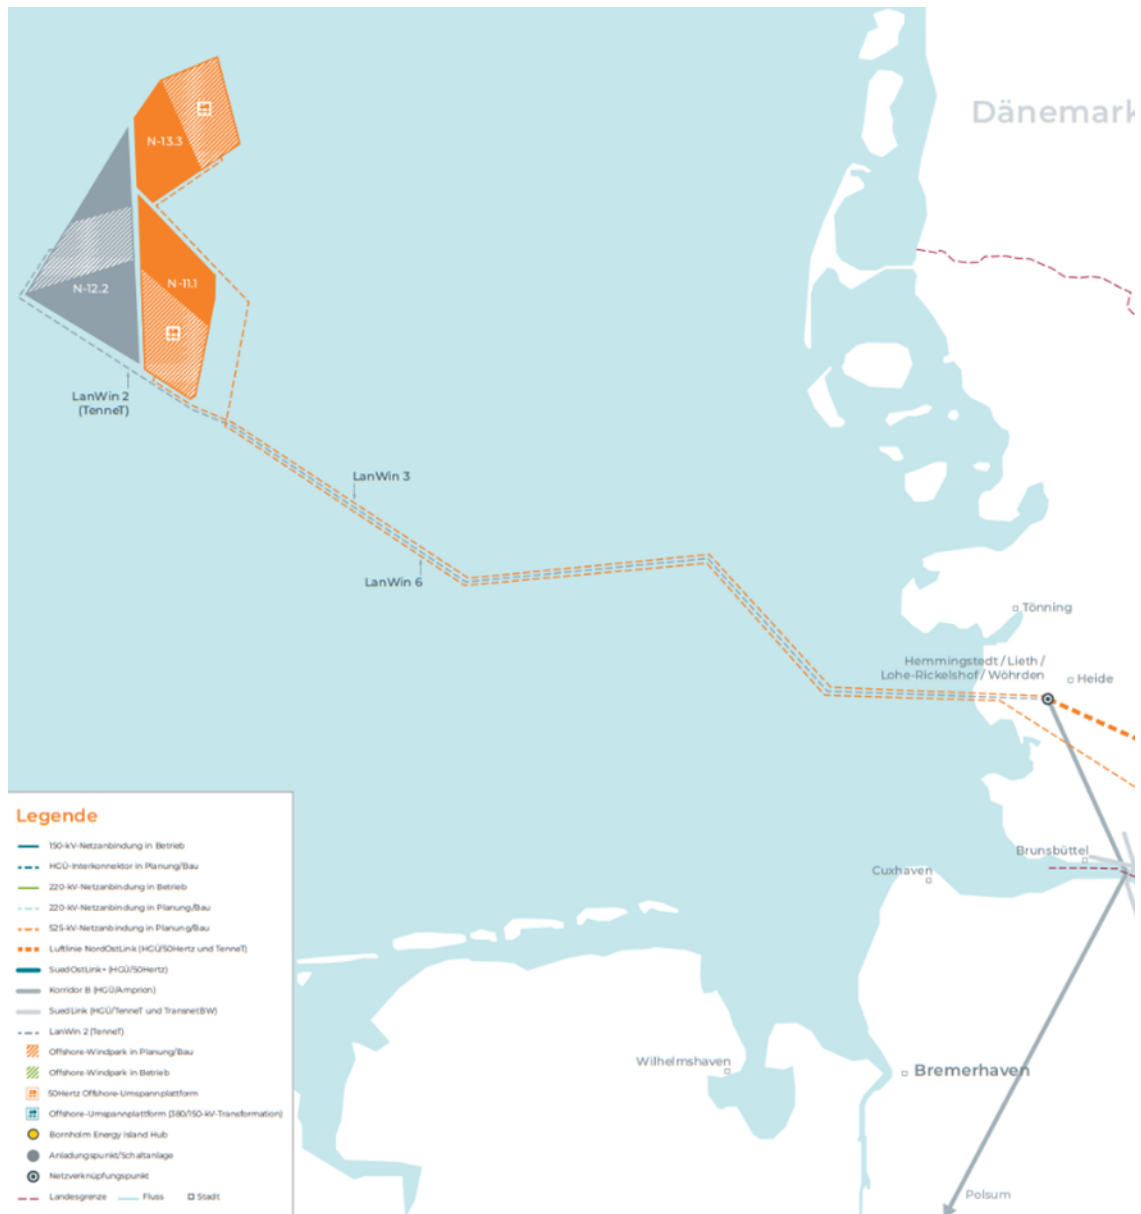 Dänemark
N-13.3
N-12.2
N-11.1
LanWin 2
(TenneT)
LanWin 3
LanWin 6
Tönning
Hemmingstedt / Lieth /
Lohe-Rickelshof / Wöhrden
Heide
Brunsbüttel
Cuxhaven
Wilhelmshaven
Bremerhaven
Polsum
Legende
150-kV-Netzanbindung in Betrieb
HGÜ-Interkonnektor in Planung/Bau
220-kV-Netzanbindung in Betrieb
220-kV-Netzanbindung in Planung/Bau
525-kV-Netzanbindung in Planung/Bau
Luftlinie NordOstLink (HGÜ/50Hertz und TenneT)
SuedOstLink+ (HGÜ/50Hertz)
Korridor B (HGÜ/Amprion)
SuedLink (HGÜ/TenneT und TransnetBW)
LanWin 2 (TenneT)
Offshore-Windpark in Planung/Bau
Offshore-Windpark in Betrieb
50Hertz Offshore-Umspannplattform
Offshore-Umspannplattform (380/150-kV-Transformation)
Bornholm Energy Island Hub
Anladungspunkt/Schaltanlage
Netzverknüpfungspunkt
Landesgrenze Fluss Stadt